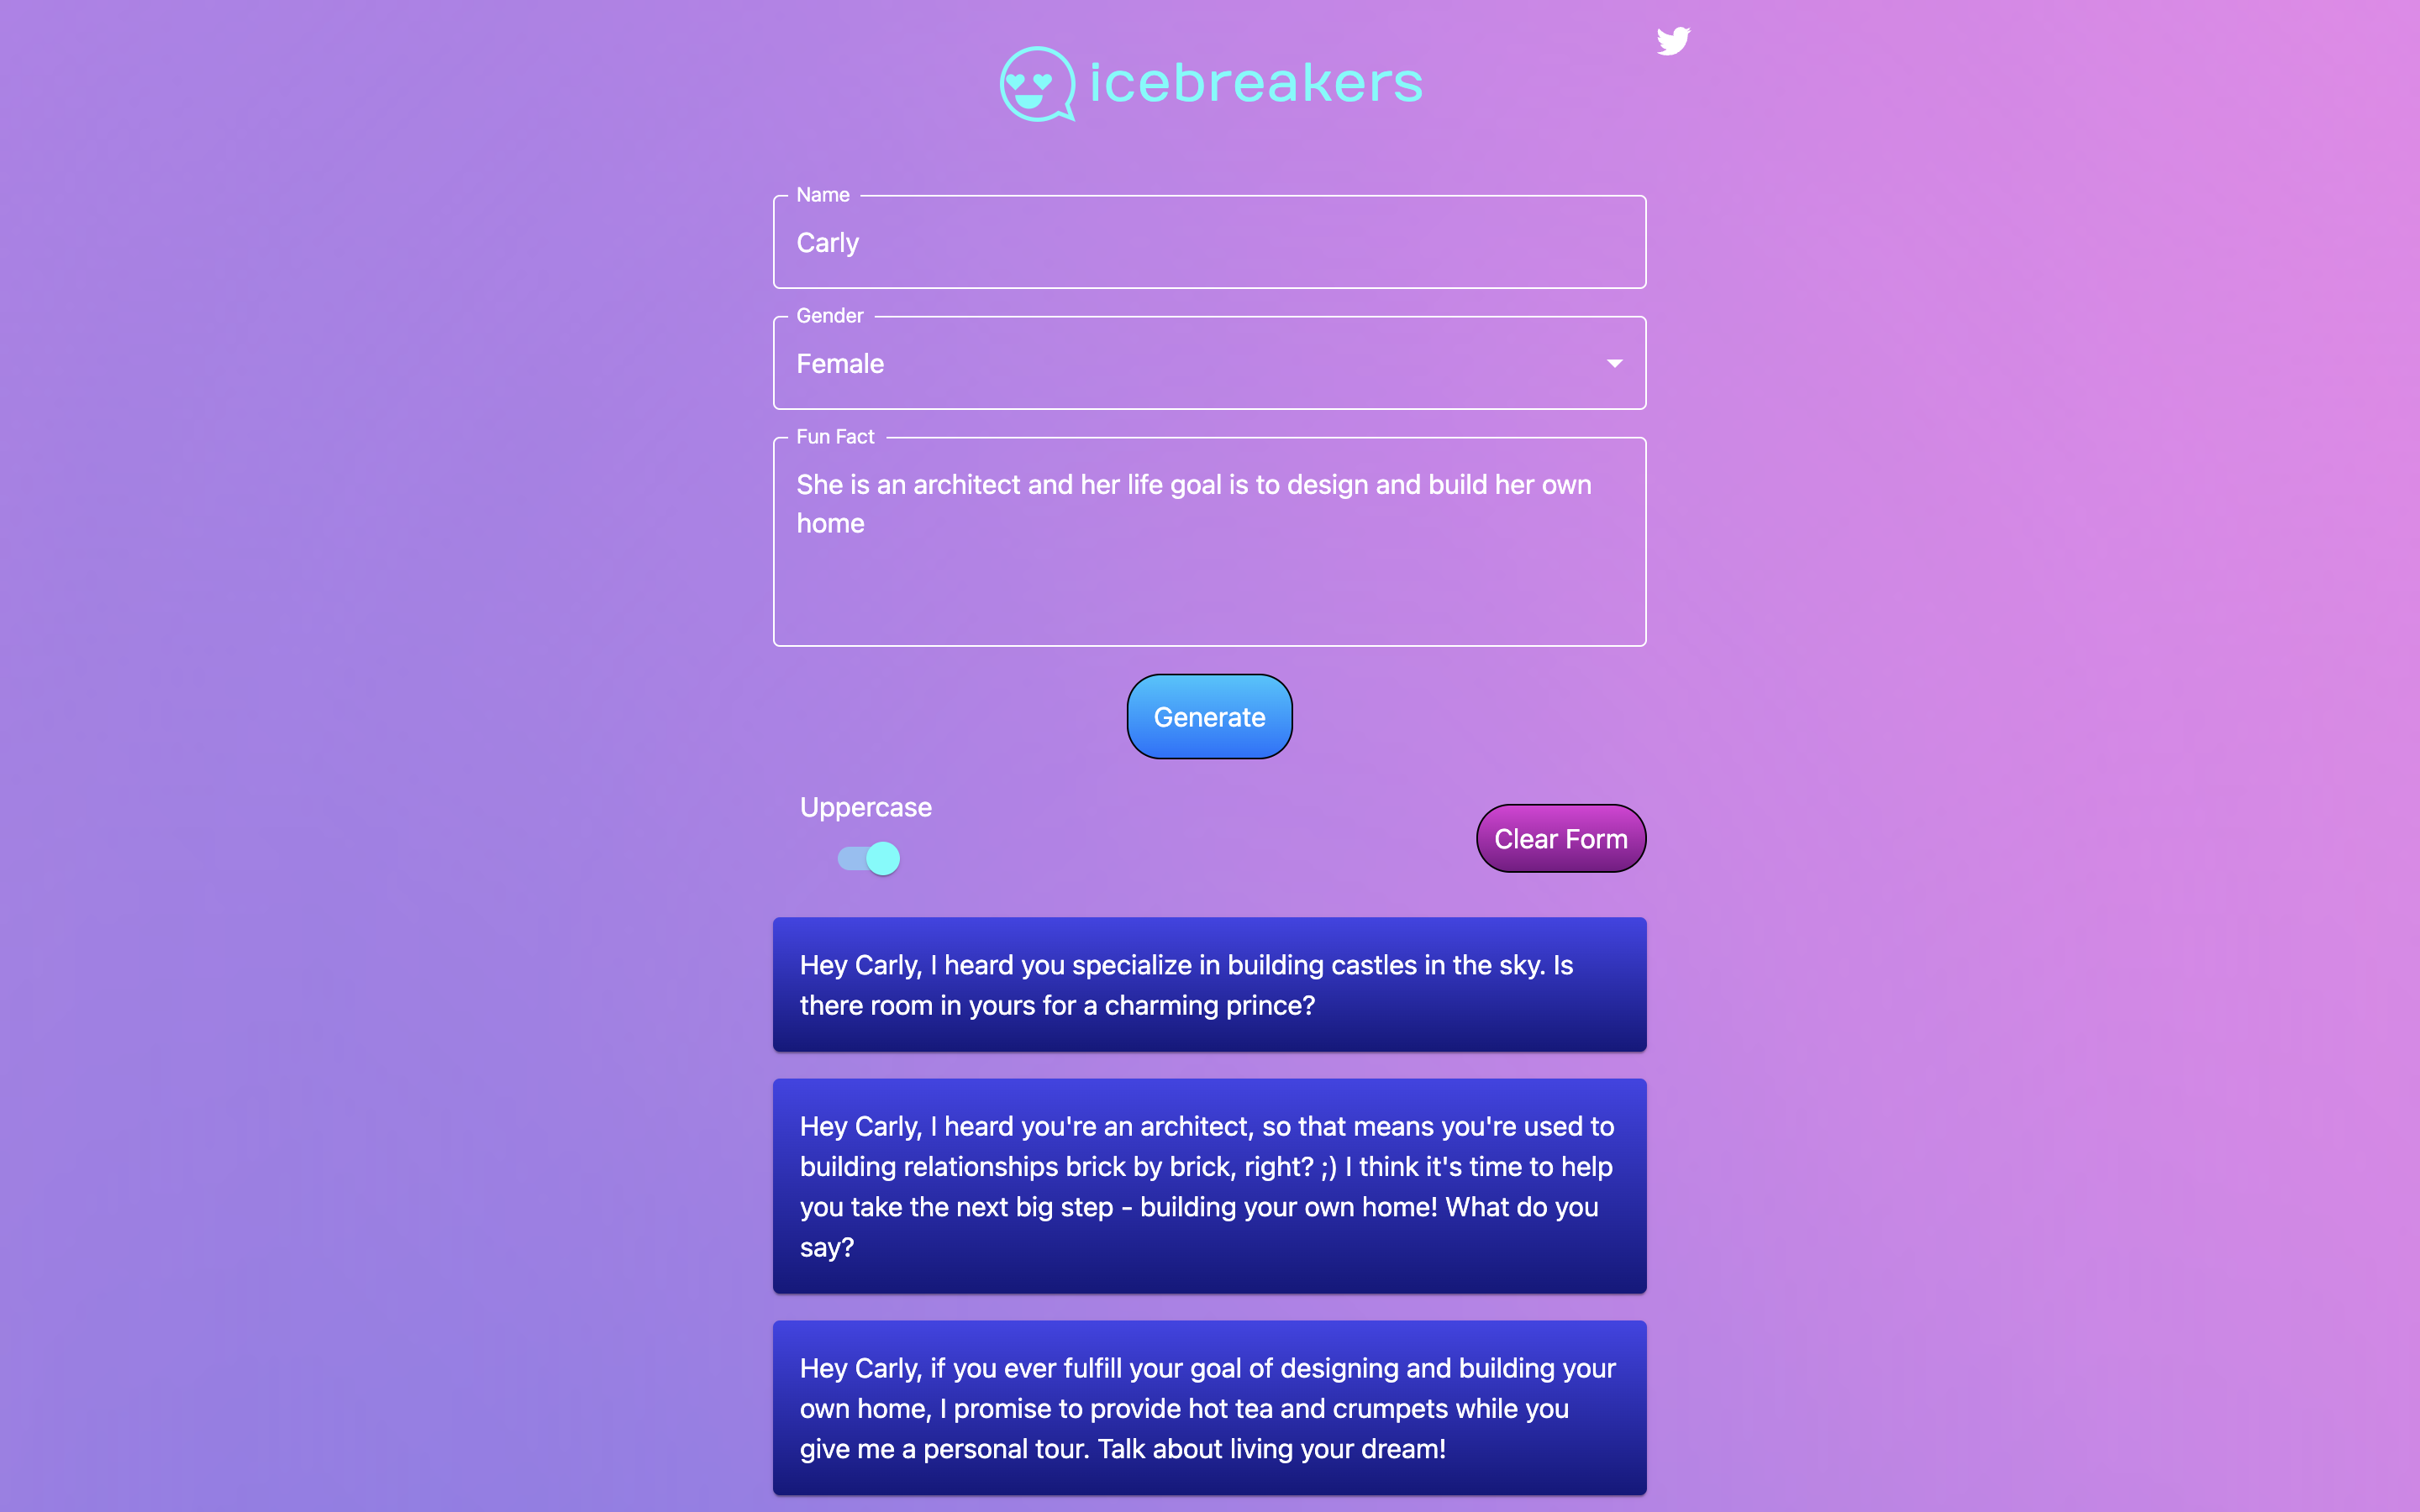 icebreakers
Name
Carly
Gender
Female
Fun Fact
She is an architect and her life goal is to design and build her own
home
Generate
Uppercase
Clear Form
Hey Carly, I heard you specialize in building castles in the sky. Is
there room in yours for a charming prince?
Hey Carly, I heard you're an architect, so that means you're used to
building relationships brick by brick, right? ;) I think it's time to help
you take the next big step - building your own home! What do you
say?
Hey Carly, if you ever fulfill your goal of designing and building your
own home, I promise to provide hot tea and crumpets while you
give me a personal tour. Talk about living your dream!